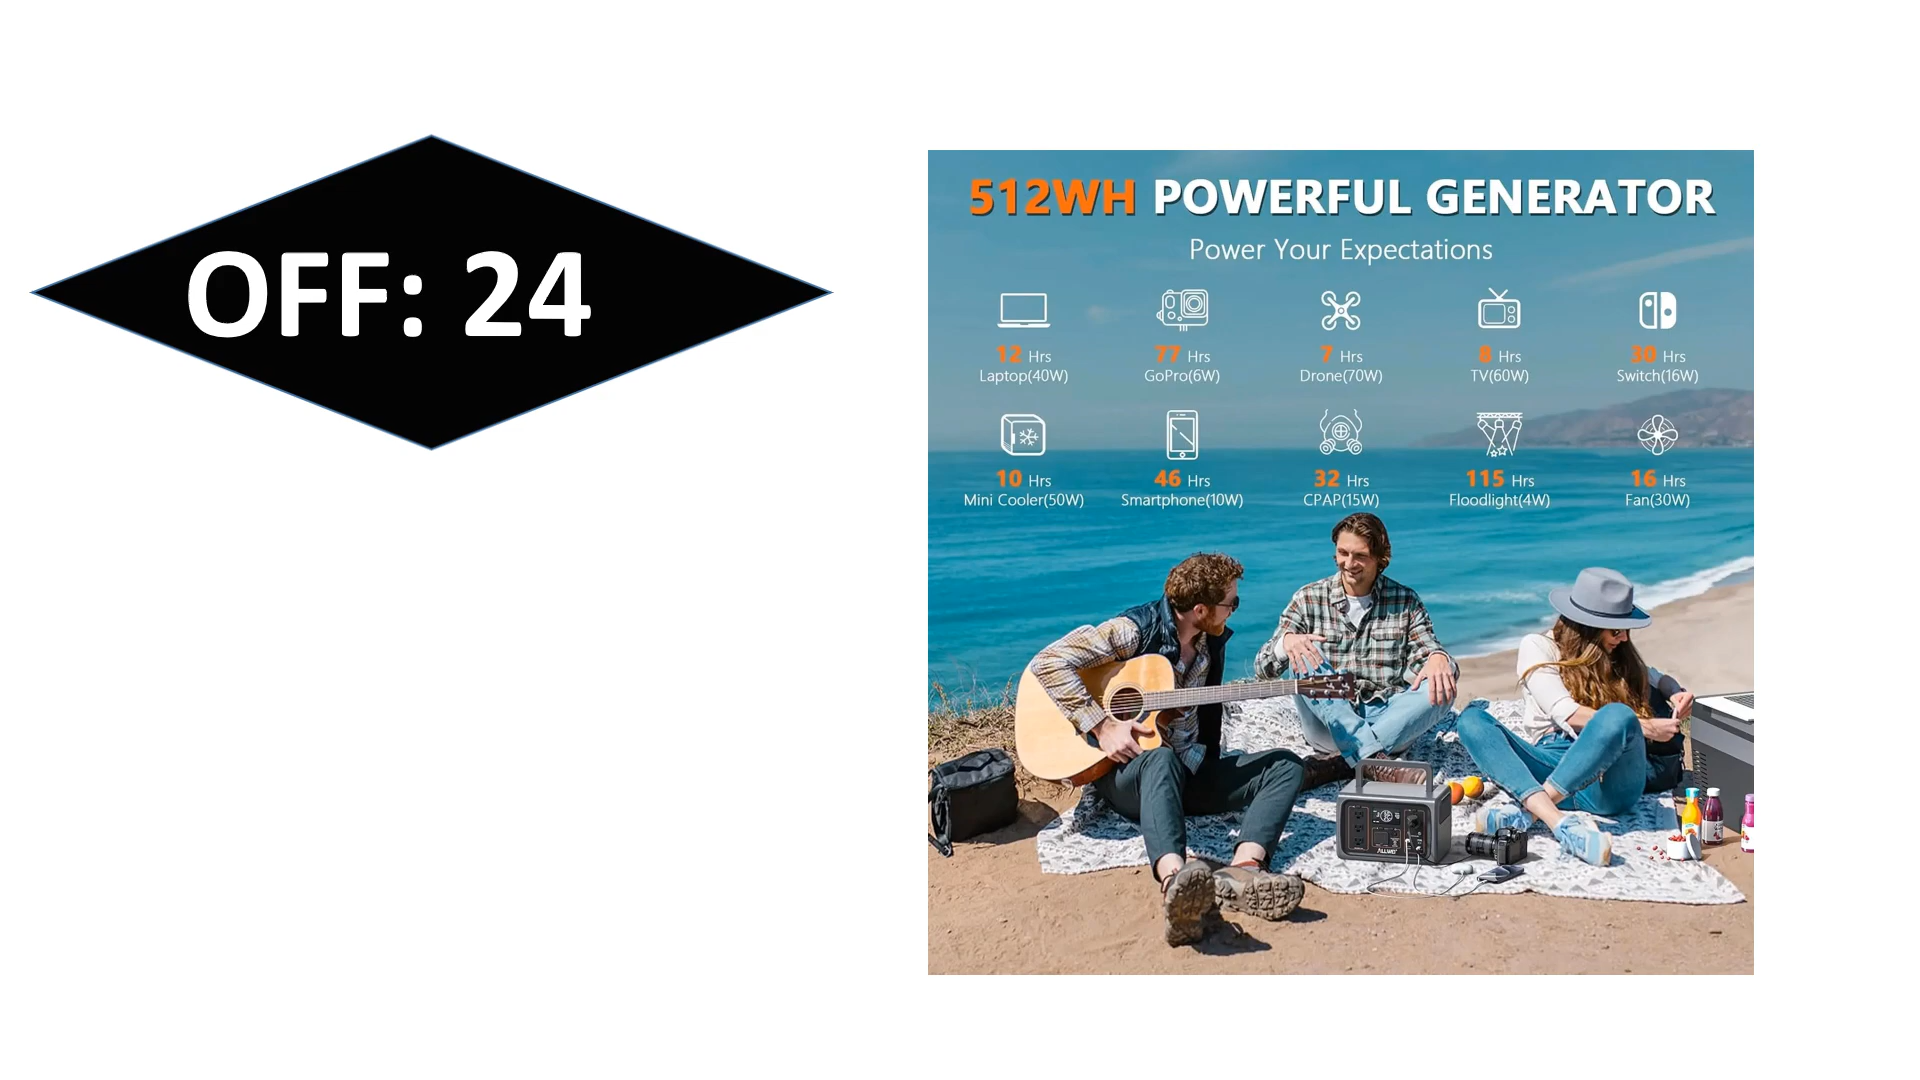 OFF: 24
512WH POWERFUL GENERATOR
Power Your Expectations
12 Hrs
Laptop(40W)
77 Hrs
GoPro(6W)
7 Hrs
Drone(70W)
8 Hrs
TV(60W)
30 Hrs
Switch(16W)
10 Hrs
Mini Cooler(50W)
46 Hrs
Smartphone(10W)
32 Hrs
CPAP(15W)
115 Hrs
Floodlight(4W)
16 Hrs
Fan(30W)
ALLWEI